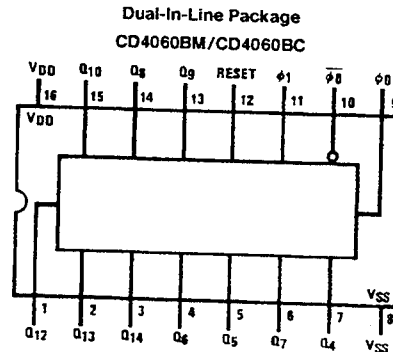 Dual-In-Line Package
CD4060BM/CD4060BC
VDD Q10 Q8 Q9 RESET ϕ1 ϕ0 ϕ0
16 15 14 13 12 11 10 9
VDD
VSS
1 2 3 4 5 6 7 8
Q12 Q13 Q14 Q6 Q5 Q7 Q4 VSS